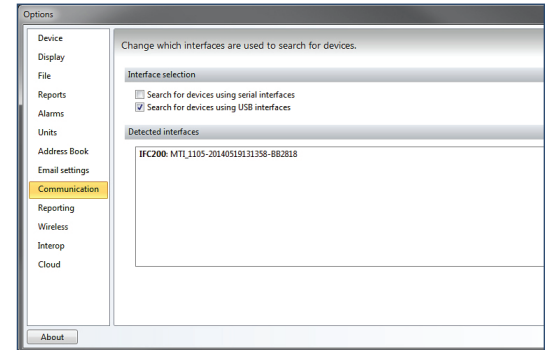 Options
Device
Display
File
Reports
Alarms
Units
Address Book
Email settings
Communication
Reporting
Wireless
Interop
Cloud
Change which interfaces are used to search for devices.
Interface selection
Search for devices using serial interfaces
Search for devices using USB interfaces
Detected interfaces
IFC200: MTI_1105-20140519131358-BB2818
About